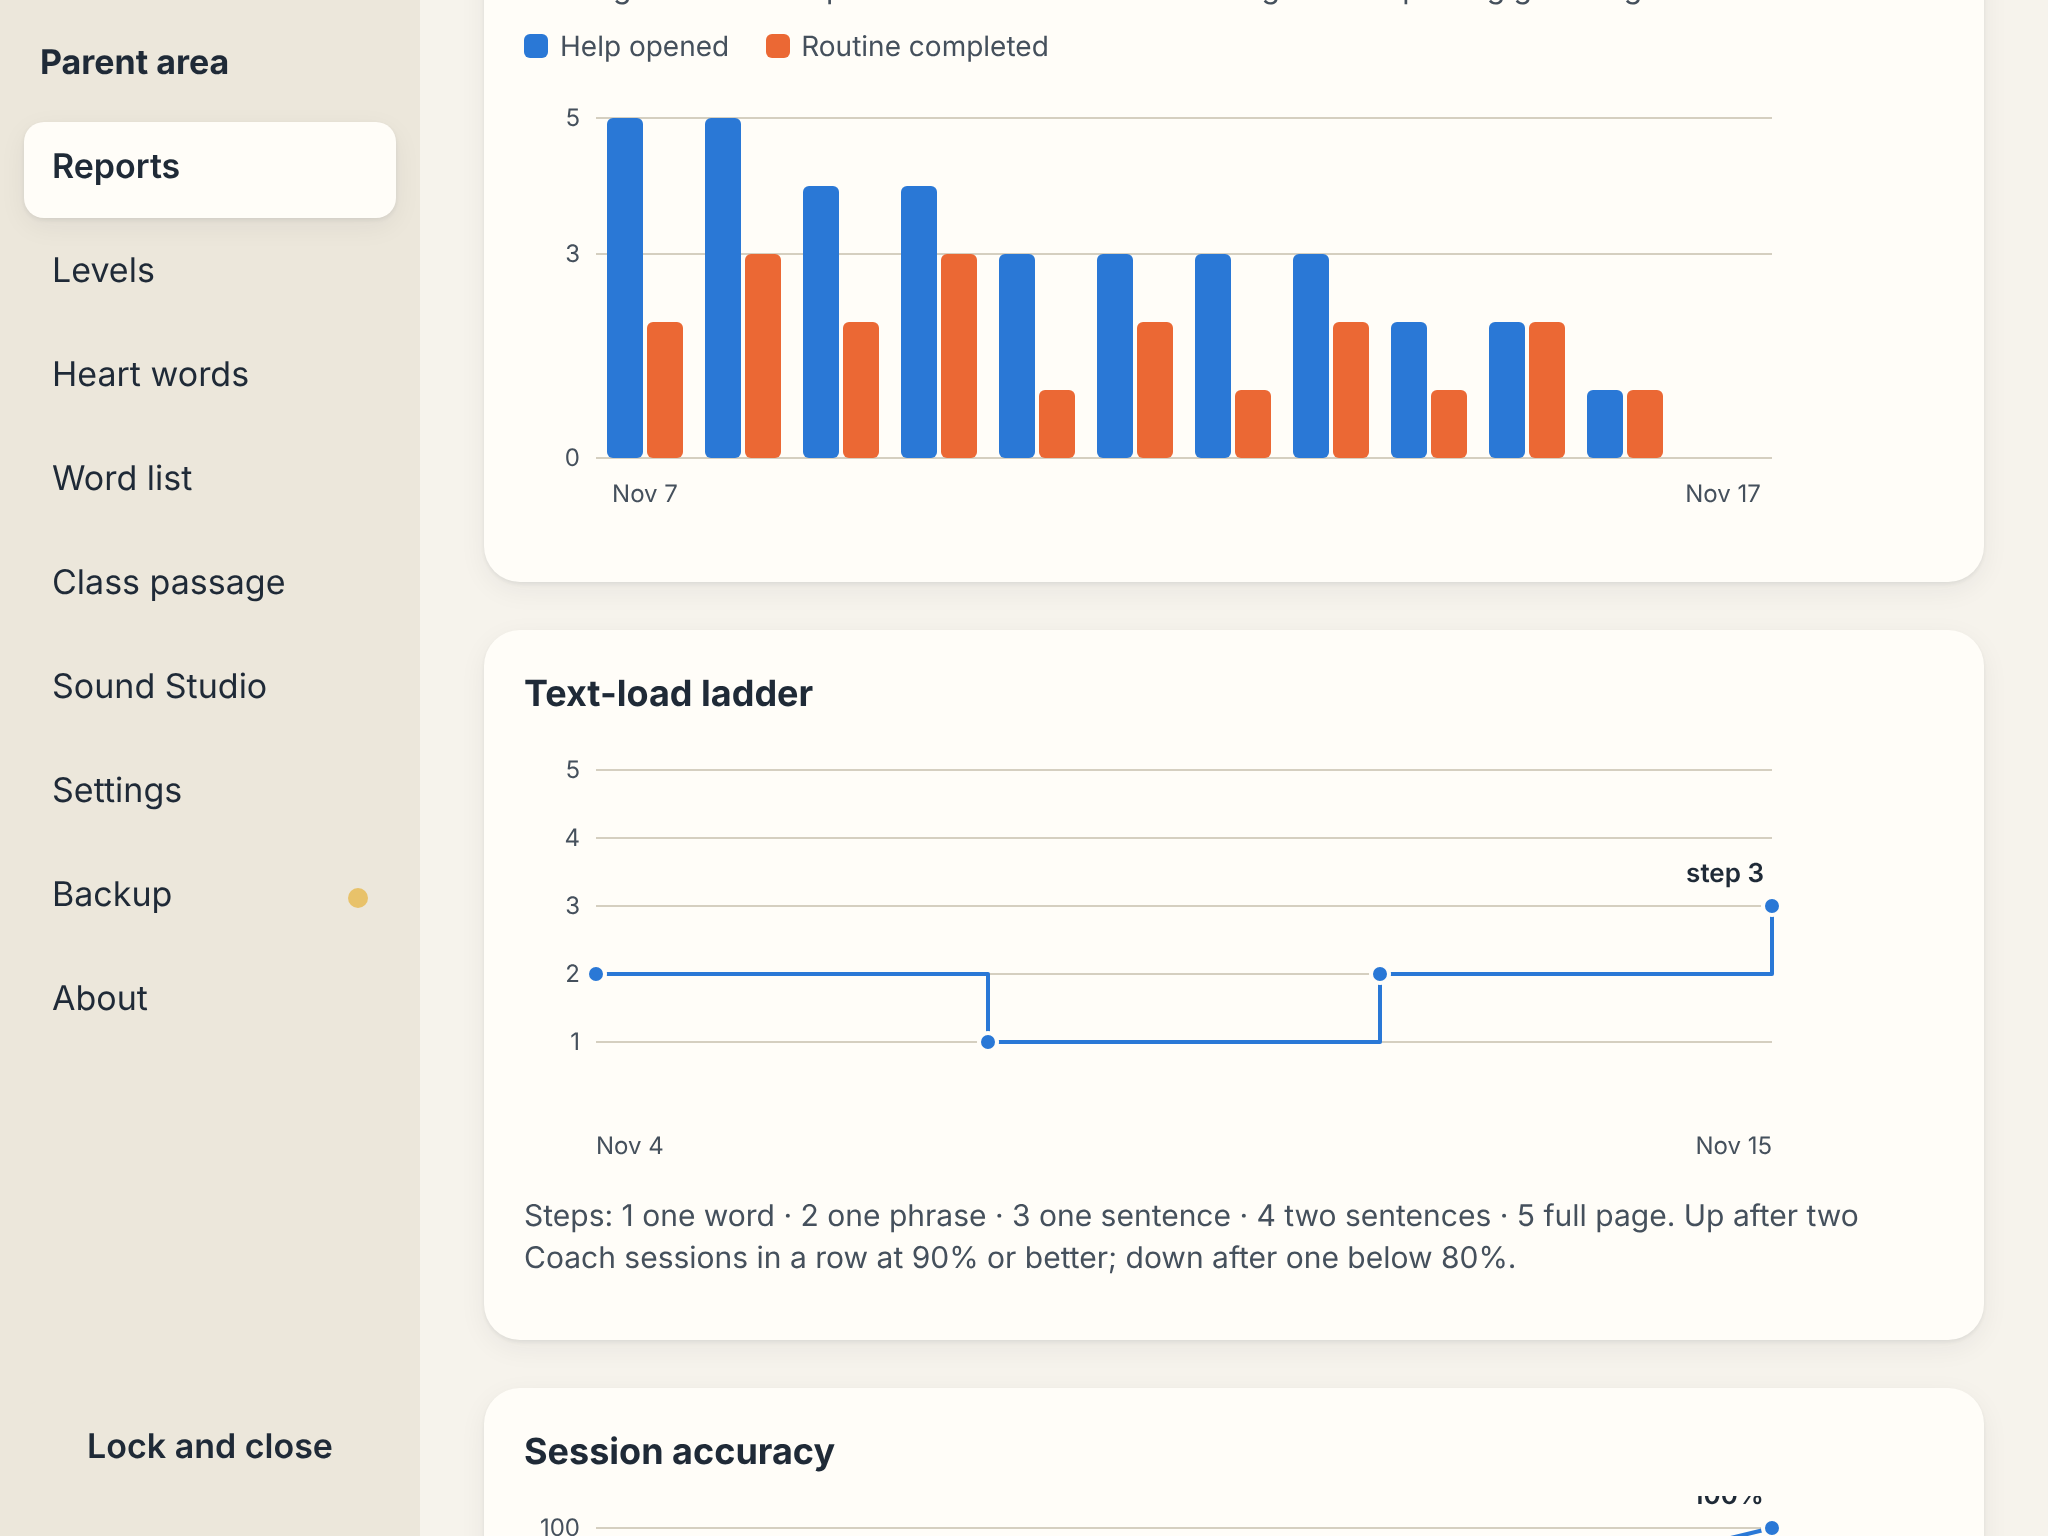 Parent area
Reports
Levels
Heart words
Word list
Class passage
Sound Studio
Settings
Backup
About
Lock and close
Help opened
Routine completed
5
3
0
Nov 7
Nov 17
Text-load ladder
5
4
step 3
3
2
1
Nov 4
Nov 15
Steps: 1 one word · 2 one phrase · 3 one sentence · 4 two sentences · 5 full page. Up after two
Coach sessions in a row at 90% or better; down after one below 80%.
Session accuracy
100%
100